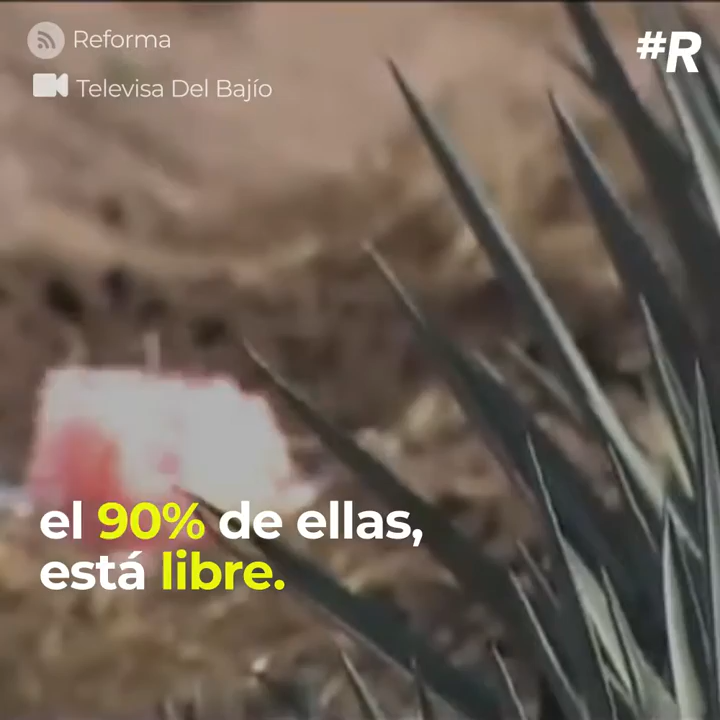 Reforma
#R
Televisa Del Bajío
el 90% de ellas,
está libre.